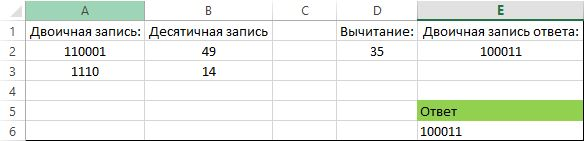 A B C D E
1 Двоичная запись: Десятичная запись Вычитание: Двоичная запись ответа:
2 110001 49 35 100011
3 1110 14
4
5 Ответ
6 100011